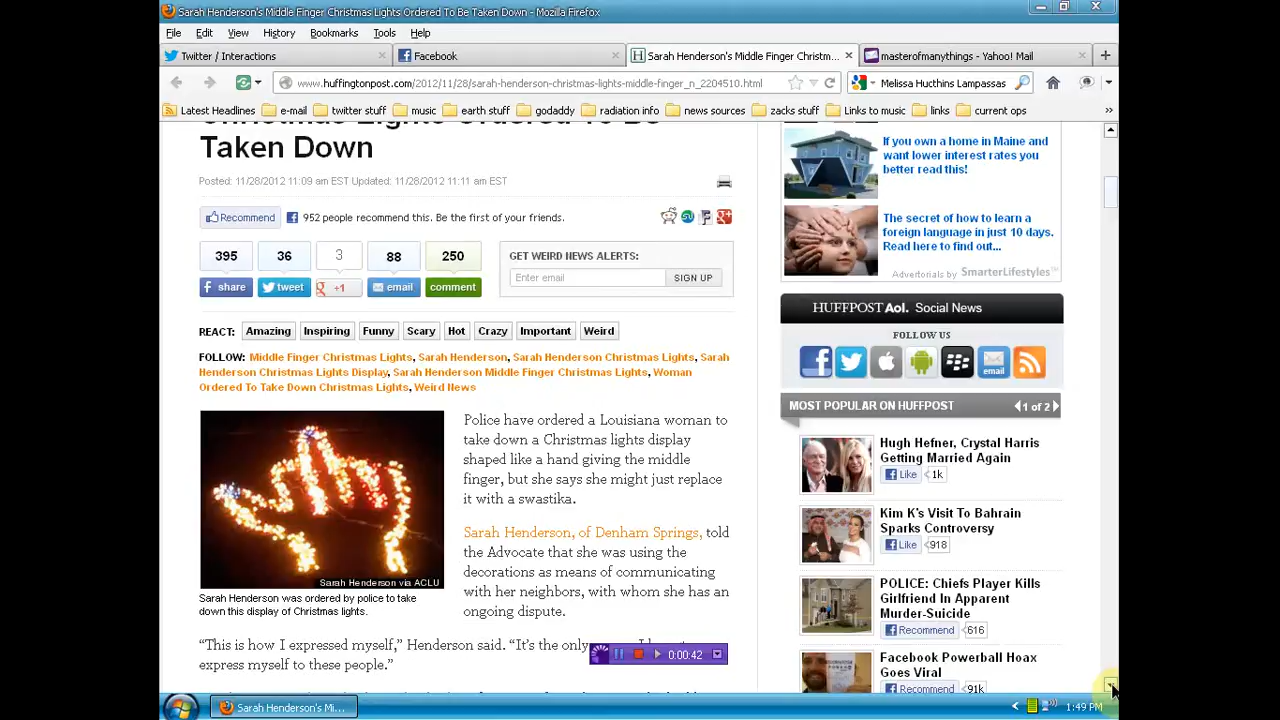 Sarah Henderson's Middle Finger Christmas Lights Ordered To Be Taken Down - Mozilla Firefox
File Edit View History Bookmarks Tools Help
Twitter / Interactions
Facebook
Sarah Henderson's Middle Finger Christm...
masterofmanythings - Yahoo! Mail
www.huffingtonpost.com/2012/11/28/sarah-henderson-christmas-lights-middle-finger_n_2204510.html
Melissa Hucthins Lampassas
Latest Headlines e-mail twitter stuff music earth stuff godaddy radiation info news sources zacks stuff Links to music links current ops
Christmas Lights Ordered To Be
Taken Down
Posted: 11/28/2012 11:09 am EST Updated: 11/28/2012 11:11 am EST
Recommend 952 people recommend this. Be the first of your friends.
395 36 3 88 250
share tweet +1 email comment
GET WEIRD NEWS ALERTS:
Enter email SIGN UP
REACT: Amazing Inspiring Funny Scary Hot Crazy Important Weird
FOLLOW: Middle Finger Christmas Lights, Sarah Henderson, Sarah Henderson Christmas Lights, Sarah
Henderson Christmas Lights Display, Sarah Henderson Middle Finger Christmas Lights, Woman
Ordered To Take Down Christmas Lights, Weird News
Sarah Henderson via ACLU
Sarah Henderson was ordered by police to take
down this display of Christmas lights.
Police have ordered a Louisiana woman to
take down a Christmas lights display
shaped like a hand giving the middle
finger, but she says she might just replace
it with a swastika.
Sarah Henderson, of Denham Springs, told
the Advocate that she was using the
decorations as means of communicating
with her neighbors, with whom she has an
ongoing dispute.
“This is how I expressed myself,” Henderson said. “It's the only
express myself to these people.”
0:00:42
If you own a home in Maine and
want lower interest rates you
better read this!
The secret of how to learn a
foreign language in just 10 days.
Read here to find out...
Advertorials by SmarterLifestyles™
HUFFPOST Aol. Social News
FOLLOW US
email
MOST POPULAR ON HUFFPOST 1 of 2
Hugh Hefner, Crystal Harris
Getting Married Again
Like 1k
Kim K's Visit To Bahrain
Sparks Controversy
Like 918
POLICE: Chiefs Player Kills
Girlfriend In Apparent
Murder-Suicide
Recommend 616
Facebook Powerball Hoax
Goes Viral
Recommend 91k
Sarah Henderson's Mi...
1:49 PM